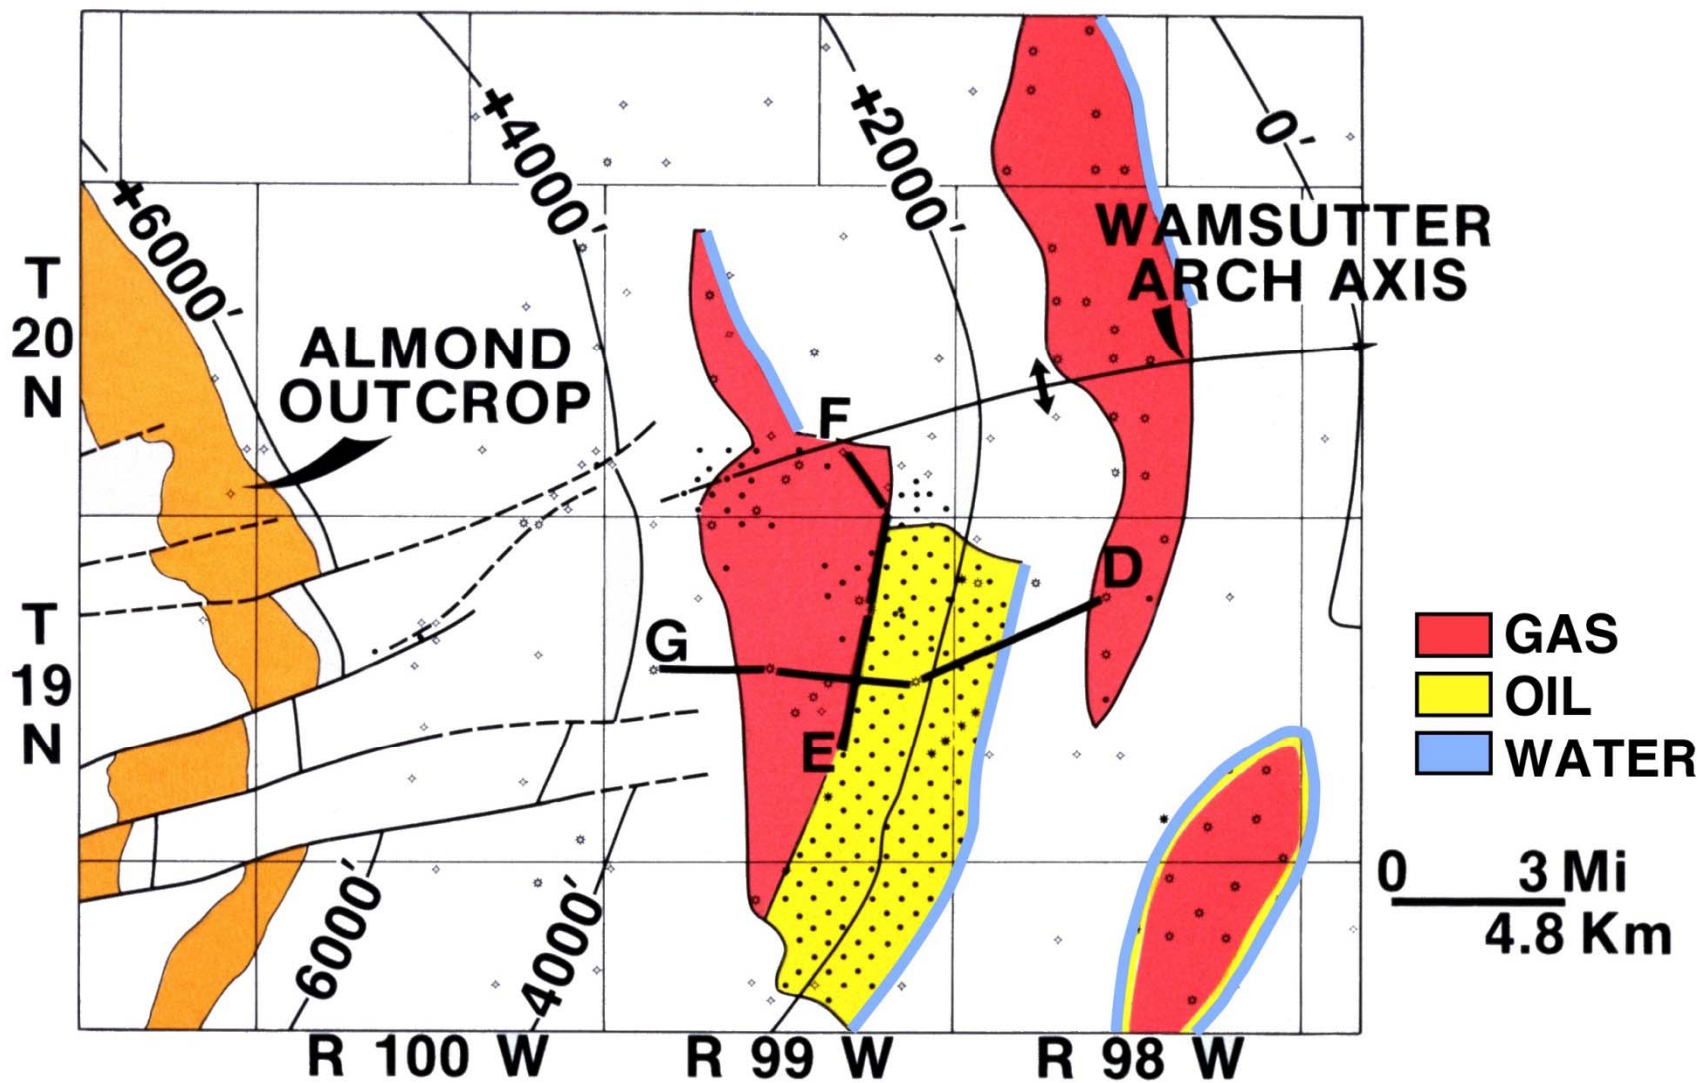 +6000'
+4000'
+2000'
0'
WAMSUTTER
ARCH AXIS
T
20
N
ALMOND
OUTCROP
F
D
G
E
T
19
N
GAS
OIL
WATER
0 3 Mi
4.8 Km
6000'
4000'
R 100 W
R 99 W
R 98 W